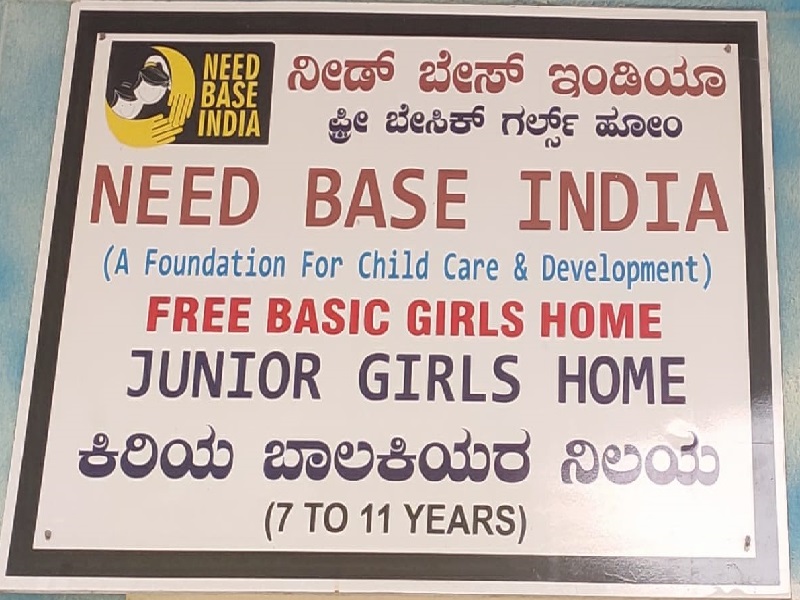 NEED
BASE
INDIA
ನೀಡ್ ಬೇಸ್ ಇಂಡಿಯಾ
ಫ್ರೀ ಬೇಸಿಕ್ ಗರ್ಲ್ಸ್ ಹೋಂ
NEED BASE INDIA
(A Foundation For Child Care & Development)
FREE BASIC GIRLS HOME
JUNIOR GIRLS HOME
ಕಿರಿಯ ಬಾಲಕಿಯರ ನಿಲಯ
(7 TO 11 YEARS)